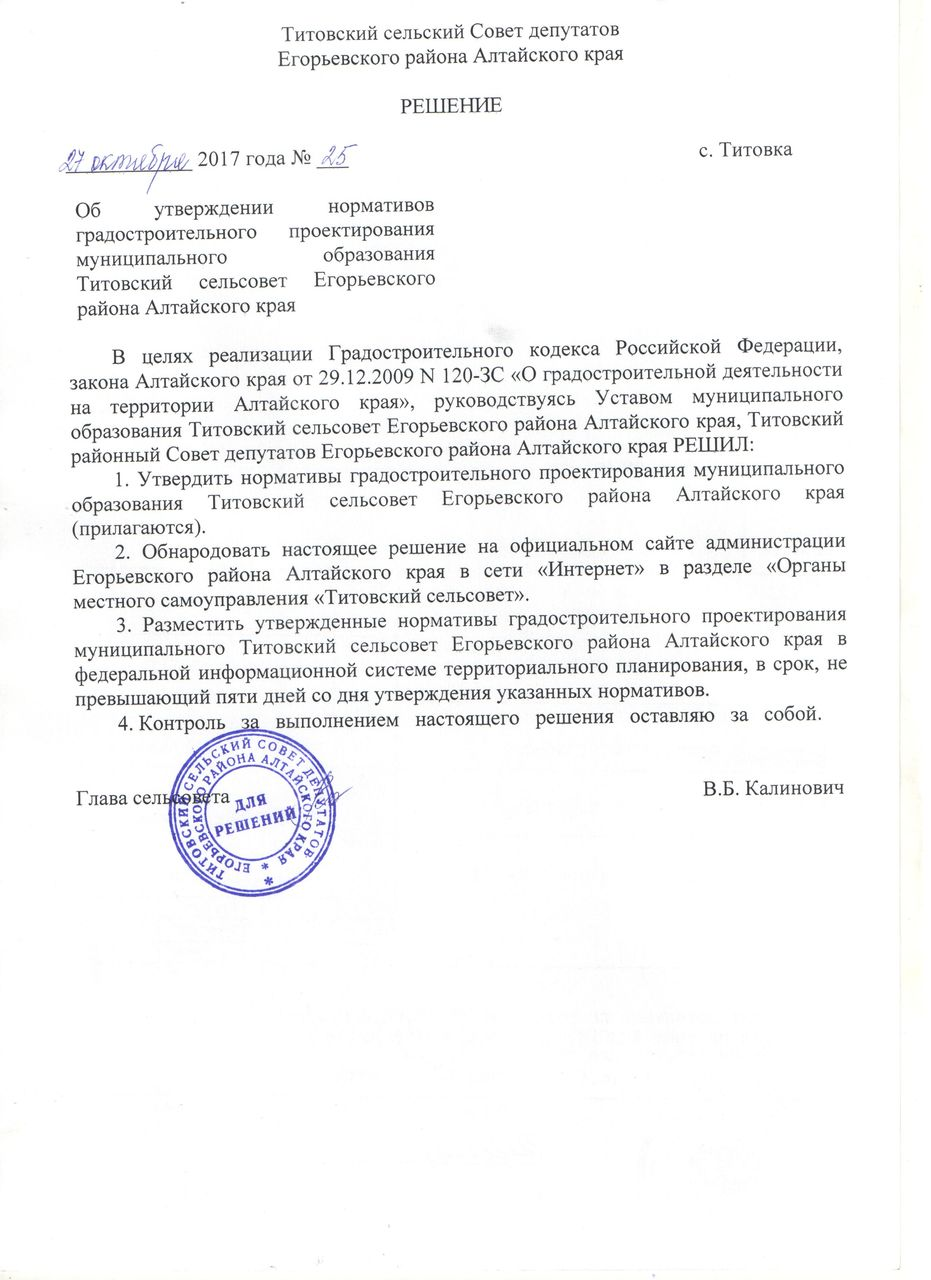 Титовский сельский Совет депутатов
Егорьевского района Алтайского края
РЕШЕНИЕ
27 октября 2017 года № 25
с. Титовка
Об утверждении нормативов
градостроительного проектирования
муниципального образования
Титовский сельсовет Егорьевского
района Алтайского края
В целях реализации Градостроительного кодекса Российской Федерации,
закона Алтайского края от 29.12.2009 N 120-ЗС «О градостроительной деятельности
на территории Алтайского края», руководствуясь Уставом муниципального
образования Титовский сельсовет Егорьевского района Алтайского края, Титовский
районный Совет депутатов Егорьевского района Алтайского края РЕШИЛ:
1. Утвердить нормативы градостроительного проектирования муниципального
образования Титовский сельсовет Егорьевского района Алтайского края
(прилагаются).
2. Обнародовать настоящее решение на официальном сайте администрации
Егорьевского района Алтайского края в сети «Интернет» в разделе «Органы
местного самоуправления «Титовский сельсовет».
3. Разместить утвержденные нормативы градостроительного проектирования
муниципального Титовский сельсовет Егорьевского района Алтайского края в
федеральной информационной системе территориального планирования, в срок, не
превышающий пяти дней со дня утверждения указанных нормативов.
4. Контроль за выполнением настоящего решения оставляю за собой.
Глава сельсовета
В.Б. Калинович
ТИТОВСКИЙ СЕЛЬСКИЙ СОВЕТ ДЕПУТАТОВ
ЕГОРЬЕВСКОГО РАЙОНА АЛТАЙСКОГО КРАЯ
ДЛЯ
РЕШЕНИЙ